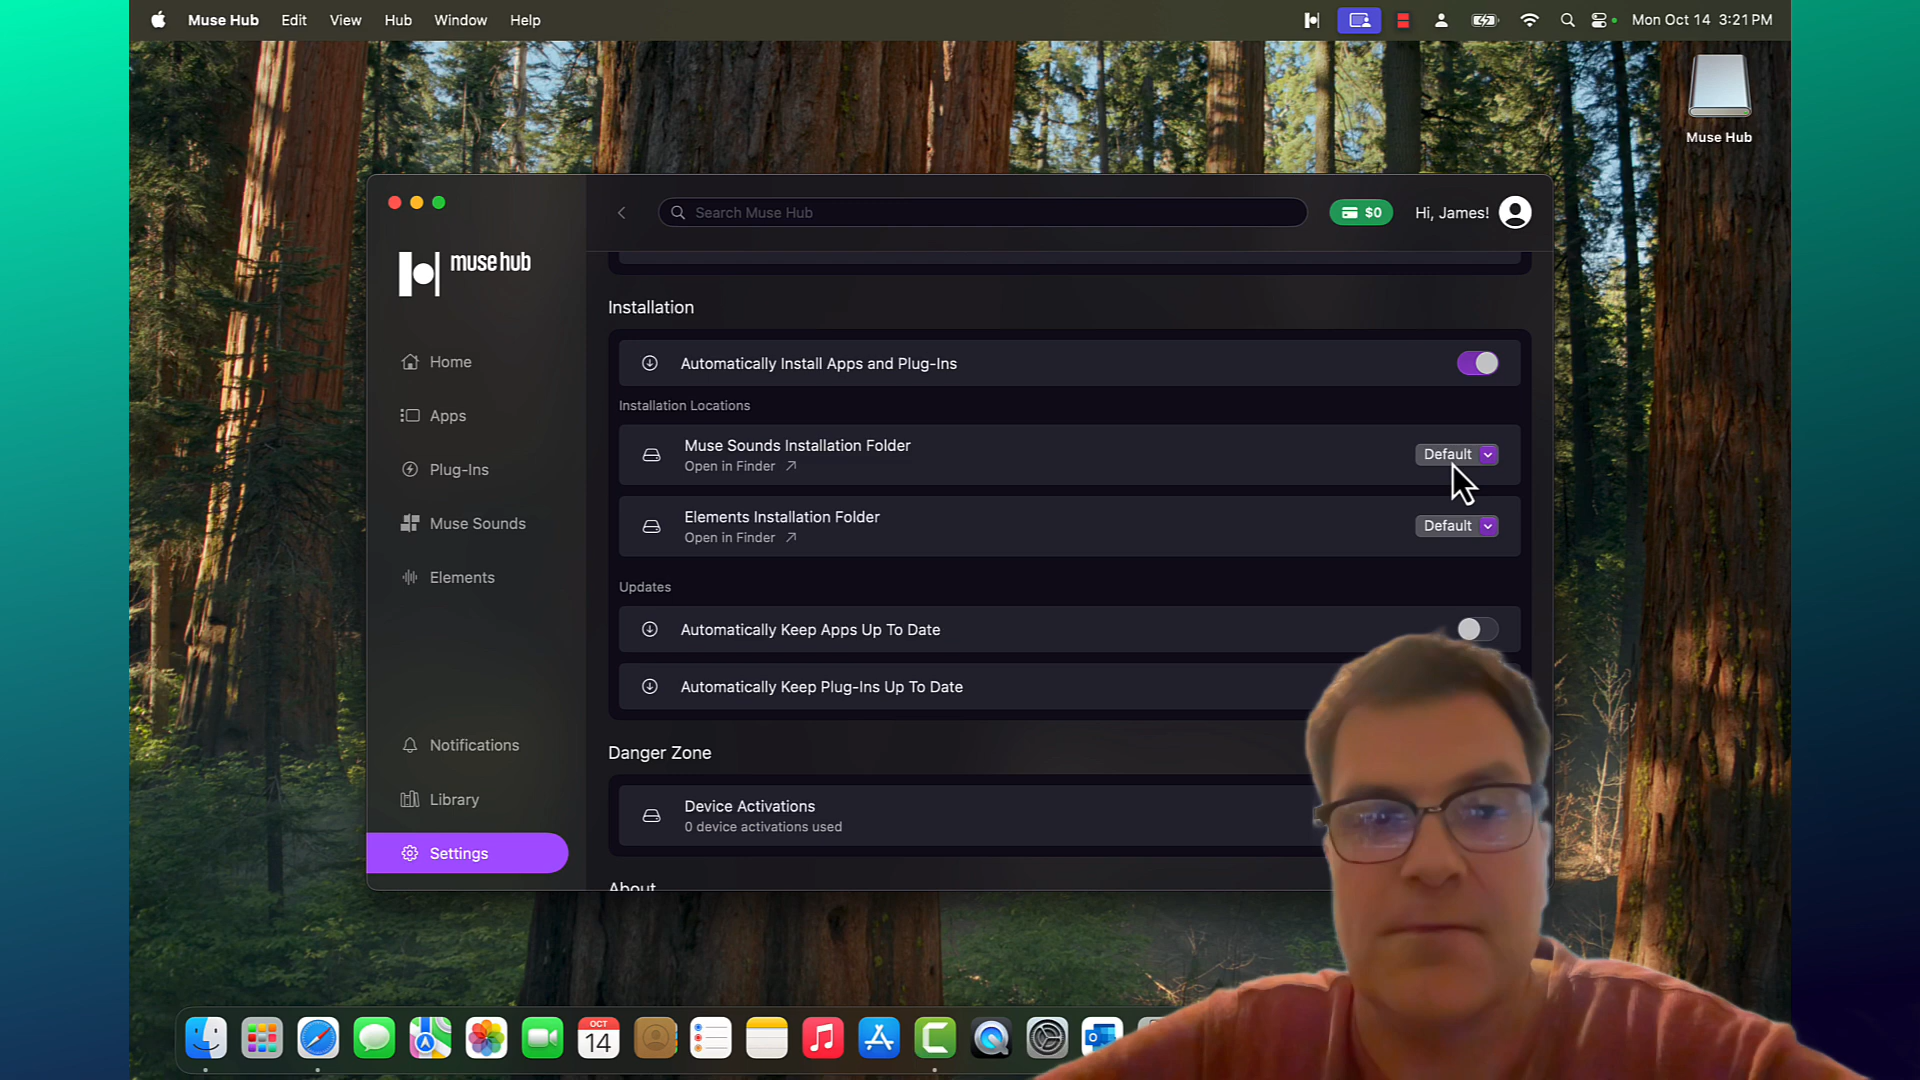 Muse Hub Edit View Hub Window Help Mon Oct 14 3:21 PM
Muse Hub
Search Muse Hub
$0
Hi, James!
muse hub
Home
Apps
Plug-Ins
Muse Sounds
Elements
Notifications
Library
Settings
Installation
Automatically Install Apps and Plug-Ins
Installation Locations
Muse Sounds Installation Folder
Open in Finder
Default
Elements Installation Folder
Open in Finder
Default
Updates
Automatically Keep Apps Up To Date
Automatically Keep Plug-Ins Up To Date
Danger Zone
Device Activations
0 device activations used
About
OCT
14